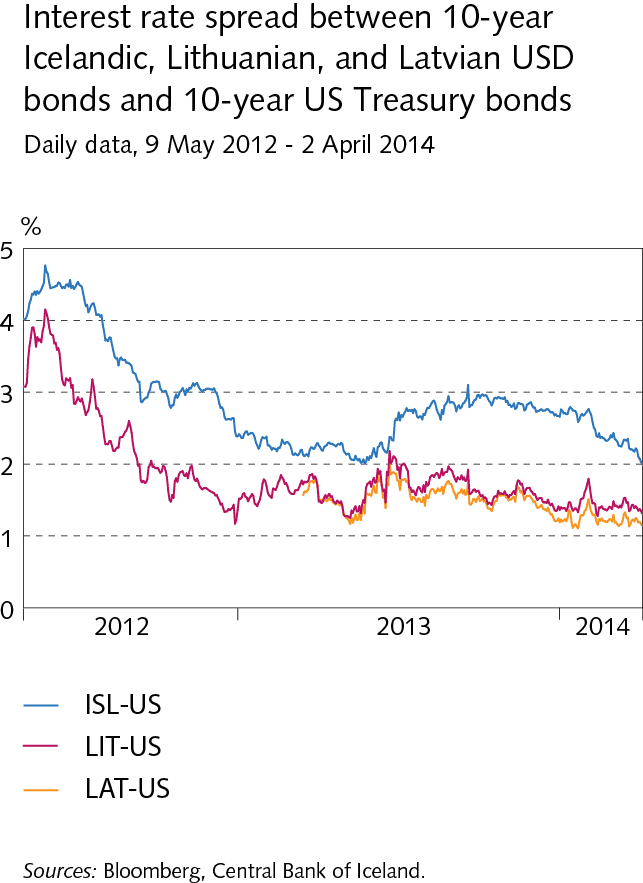 Interest rate spread between 10-year
Icelandic, Lithuanian, and Latvian USD
bonds and 10-year US Treasury bonds
Daily data, 9 May 2012 - 2 April 2014
%
5
4
3
2
1
0
2012 2013 2014
ISL-US
LIT-US
LAT-US
Sources: Bloomberg, Central Bank of Iceland.